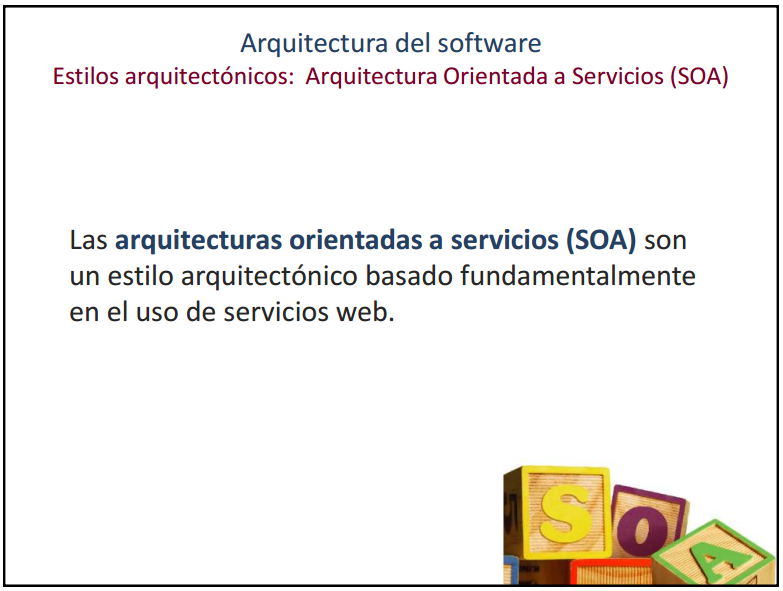 Arquitectura del software
Estilos arquitectónicos: Arquitectura Orientada a Servicios (SOA)
Las arquitecturas orientadas a servicios (SOA) son
un estilo arquitectónico basado fundamentalmente
en el uso de servicios web.
S
O
A